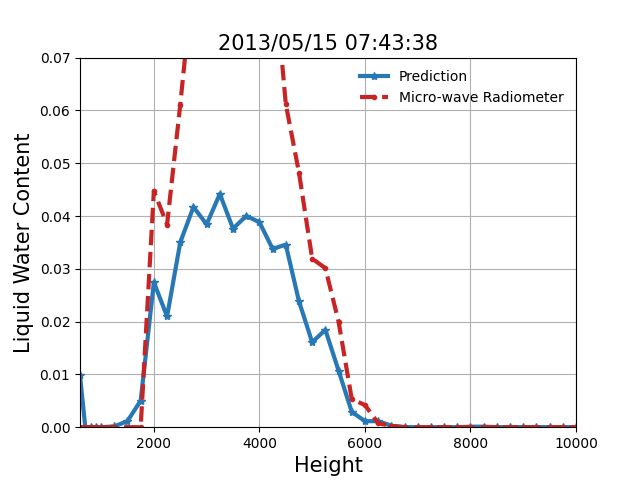 2013/05/15 07:43:38
Prediction
Micro-wave Radiometer
Liquid Water Content
0.07
0.06
0.05
0.04
0.03
0.02
0.01
0.00
2000 4000 6000 8000 10000
Height